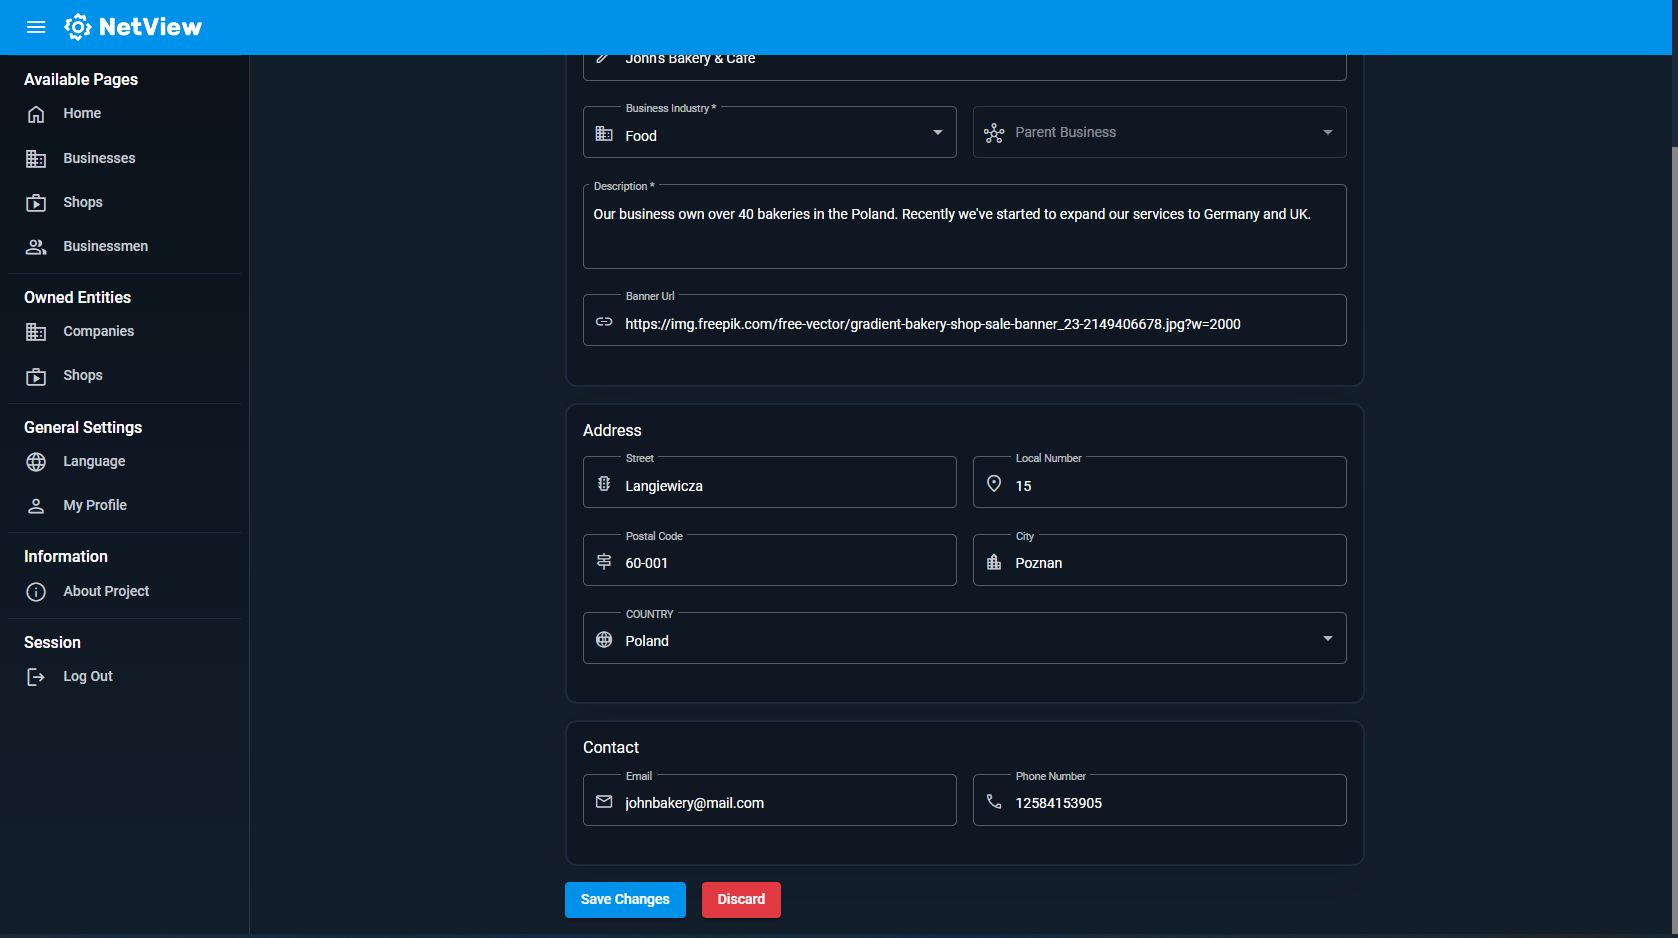 NetView
Available Pages
Home
Businesses
Shops
Businessmen
Owned Entities
Companies
Shops
General Settings
Language
My Profile
Information
About Project
Session
Log Out
John's Bakery & Cafe
Business Industry *
Food
Parent Business
Description *
Our business own over 40 bakeries in the Poland. Recently we've started to expand our services to Germany and UK.
Banner Url
https://img.freepik.com/free-vector/gradient-bakery-shop-sale-banner_23-2149406678.jpg?w=2000
Address
Street
Langiewicza
Local Number
15
Postal Code
60-001
City
Poznan
COUNTRY
Poland
Contact
Email
johnbakery@mail.com
Phone Number
12584153905
Save Changes
Discard